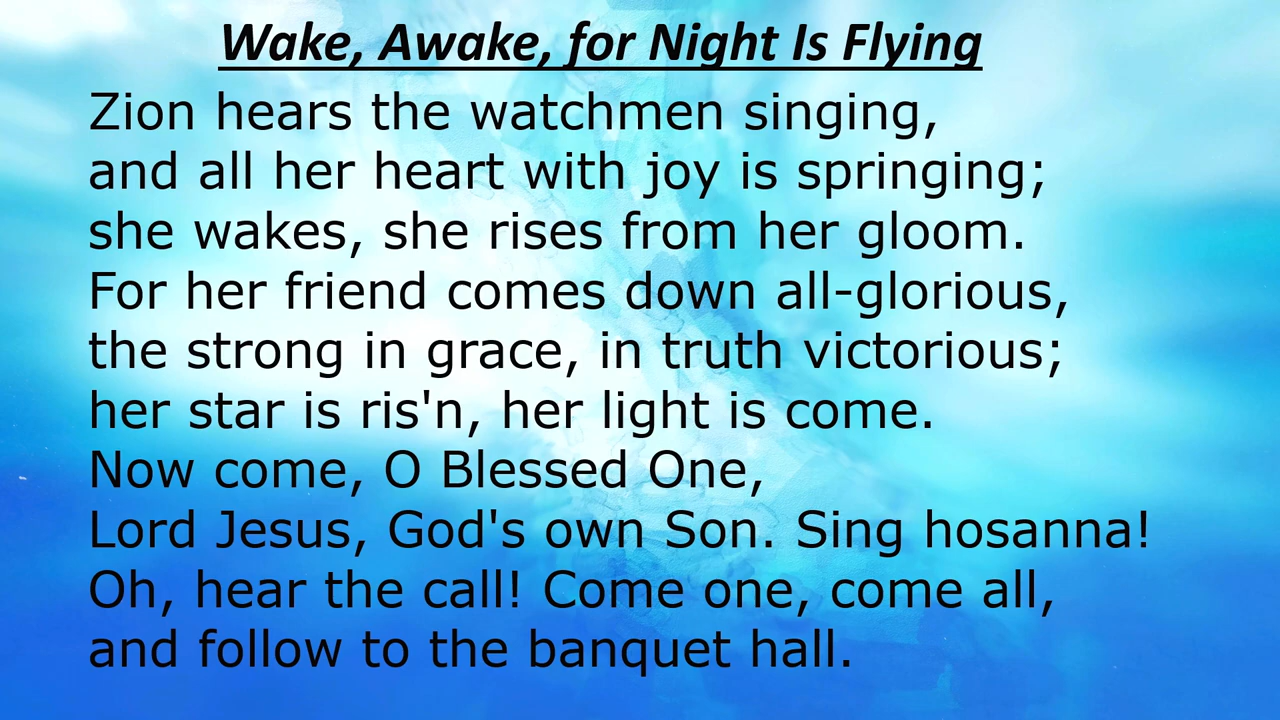 Wake, Awake, for Night Is Flying
Zion hears the watchmen singing,
and all her heart with joy is springing;
she wakes, she rises from her gloom.
For her friend comes down all-glorious,
the strong in grace, in truth victorious;
her star is ris'n, her light is come.
Now come, O Blessed One,
Lord Jesus, God's own Son. Sing hosanna!
Oh, hear the call! Come one, come all,
and follow to the banquet hall.